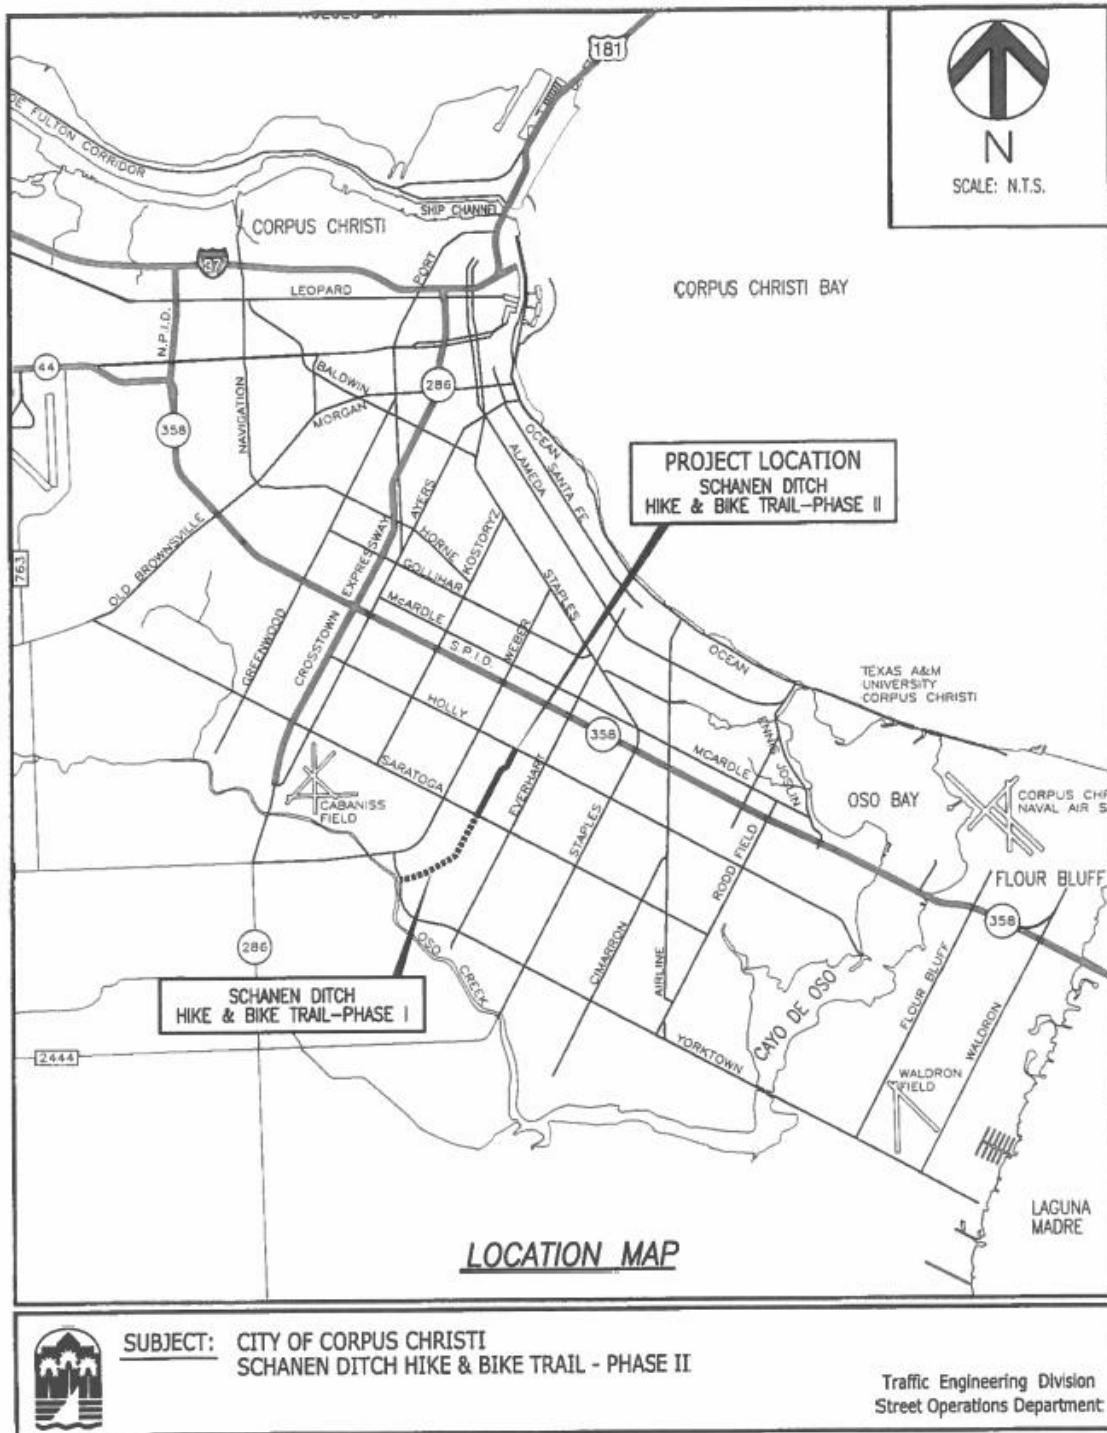 181
N
SCALE: N.T.S.
DE FULTON CORRIDOR
SHIP CHANNEL
CORPUS CHRISTI
37
PORT
LEOPARD
CORPUS CHRISTI BAY
N.P.I.D.
44
BALDWIN
286
NAVIGATION
MORGAN
358
OCEAN
SANTA FE
ALAMEDA
PROJECT LOCATION
SCHANEN DITCH
HIKE & BIKE TRAIL-PHASE II
AYERS
EXPRESSWAY
HORNE
KOSTORYZ
OLD BROWNSVILLE
763
GOLLIHAR
STAPLES
McARDLE
GREENWOOD
CROSSTOWN
S.P.I.D.
WEBER
OCEAN
TEXAS A&M
UNIVERSITY
CORPUS CHRISTI
HOLLY
358
ENNIS JOSLIN
MCARDLE
SARATOGA
EVERHART
CABANISS
FIELD
OSO BAY
CORPUS CHR
NAVAL AIR S
STAPLES
RODD FIELD
FLOUR BLUFF
358
286
OSO CREEK
CIMARRON
AIRLINE
FLOUR BLUFF
SCHANEN DITCH
HIKE & BIKE TRAIL-PHASE I
CAYO DE OSO
WALDRON
2444
YORKTOWN
WALDRON
FIELD
LAGUNA
MADRE
LOCATION MAP
SUBJECT: CITY OF CORPUS CHRISTI
SCHANEN DITCH HIKE & BIKE TRAIL - PHASE II
Traffic Engineering Division
Street Operations Department